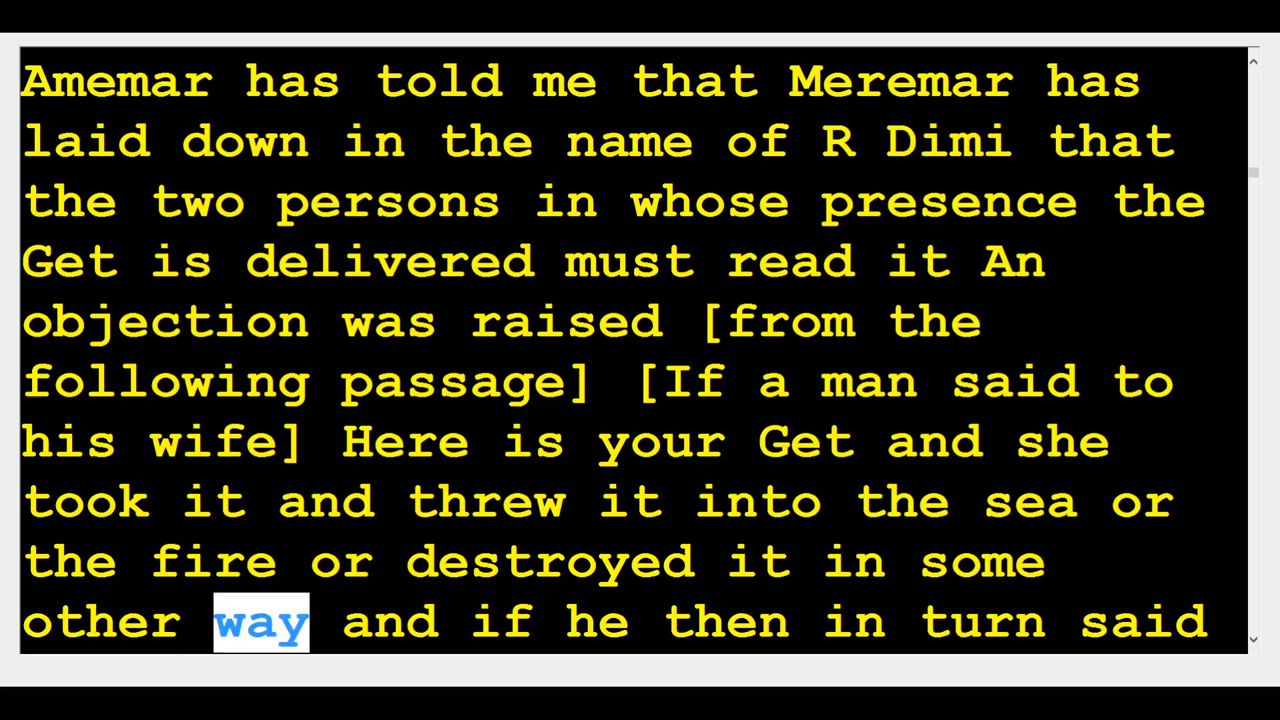 Amemar has told me that Meremar has
laid down in the name of R Dimi that
the two persons in whose presence the
Get is delivered must read it An
objection was raised [from the
following passage] [If a man said to
his wife] Here is your Get and she
took it and threw it into the sea or
the fire or destroyed it in some
other way and if he then in turn said